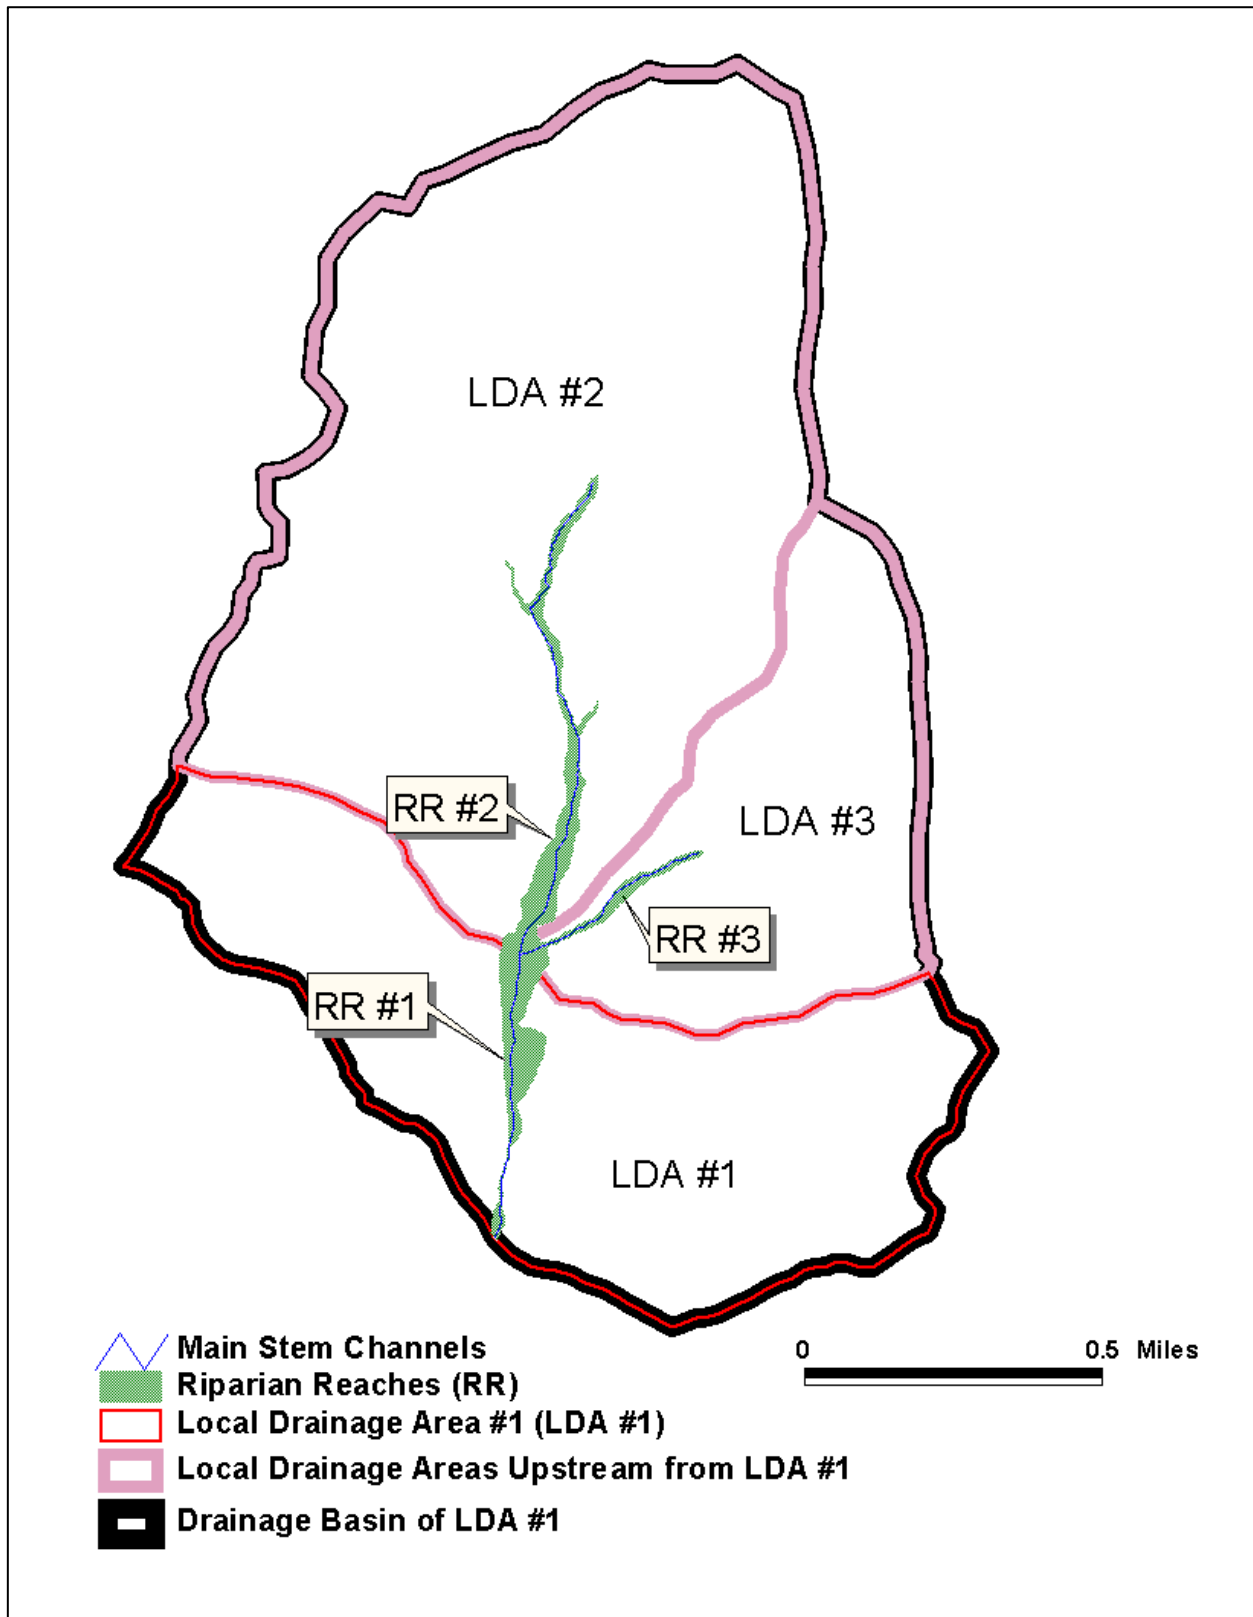 LDA #2
RR #2
LDA #3
RR #3
RR #1
LDA #1
Main Stem Channels
Riparian Reaches (RR)
Local Drainage Area #1 (LDA #1)
Local Drainage Areas Upstream from LDA #1
Drainage Basin of LDA #1
0 0.5 Miles